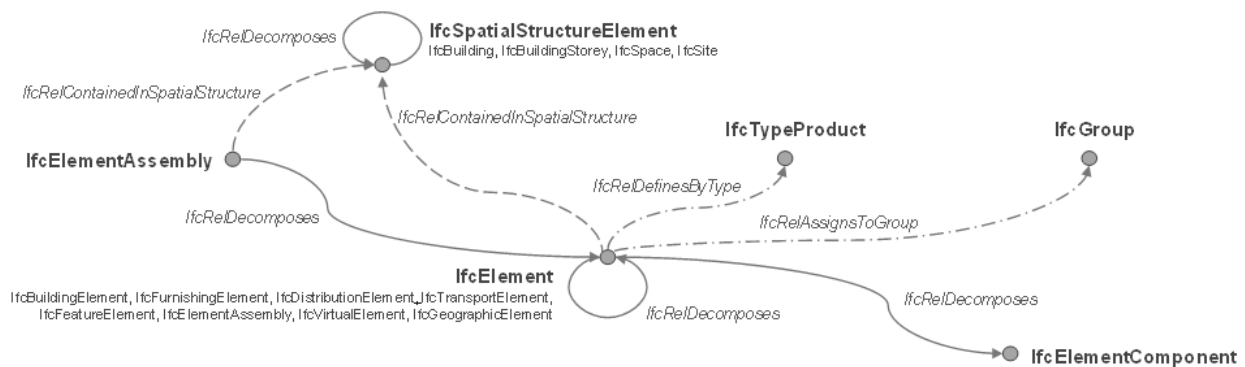 IfcSpatialStructureElement
IfcRelDecomposes
IfcBuilding, IfcBuildingStorey, IfcSpace, IfcSite
IfcRelContainedInSpatialStructure
IfcRelContainedInSpatialStructure
IfcTypeProduct
IfcGroup
IfcElementAssembly
IfcRelDefinesByType
IfcRelDecomposes
IfcRelAssignsToGroup
IfcElement
IfcBuildingElement, IfcFurnishingElement, IfcDistributionElement, IfcTransportElement,
IfcFeatureElement, IfcElementAssembly, IfcVirtualElement, IfcGeographicElement
IfcRelDecomposes
IfcRelDecomposes
IfcElementComponent